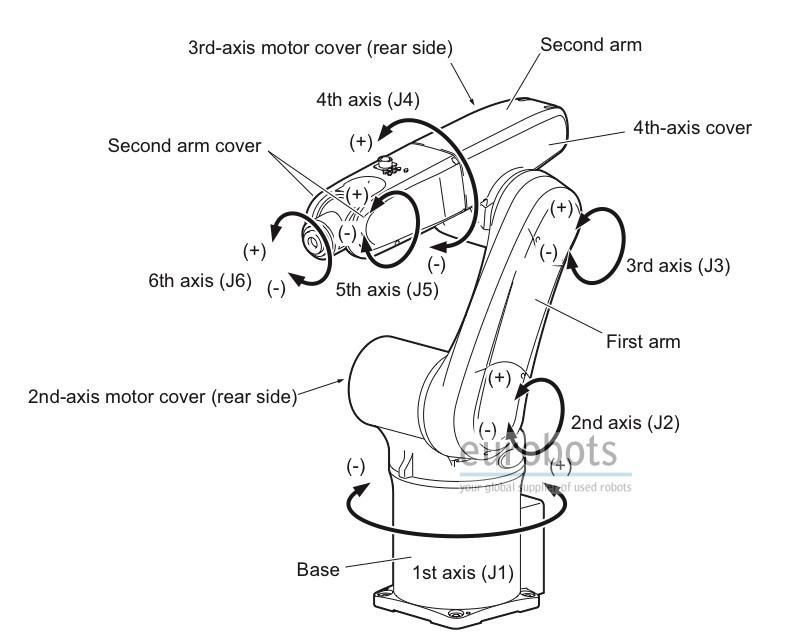 3rd-axis motor cover (rear side)
Second arm
4th axis (J4)
(+)
4th-axis cover
Second arm cover
(+)
(+)
(-)
(-)
(+)
(-)
3rd axis (J3)
6th axis (J6)
(-)
5th axis (J5)
First arm
(+)
2nd-axis motor cover (rear side)
2nd axis (J2)
(-)
eurobots
your global supplier of used robots
(-)
(+)
Base
1st axis (J1)